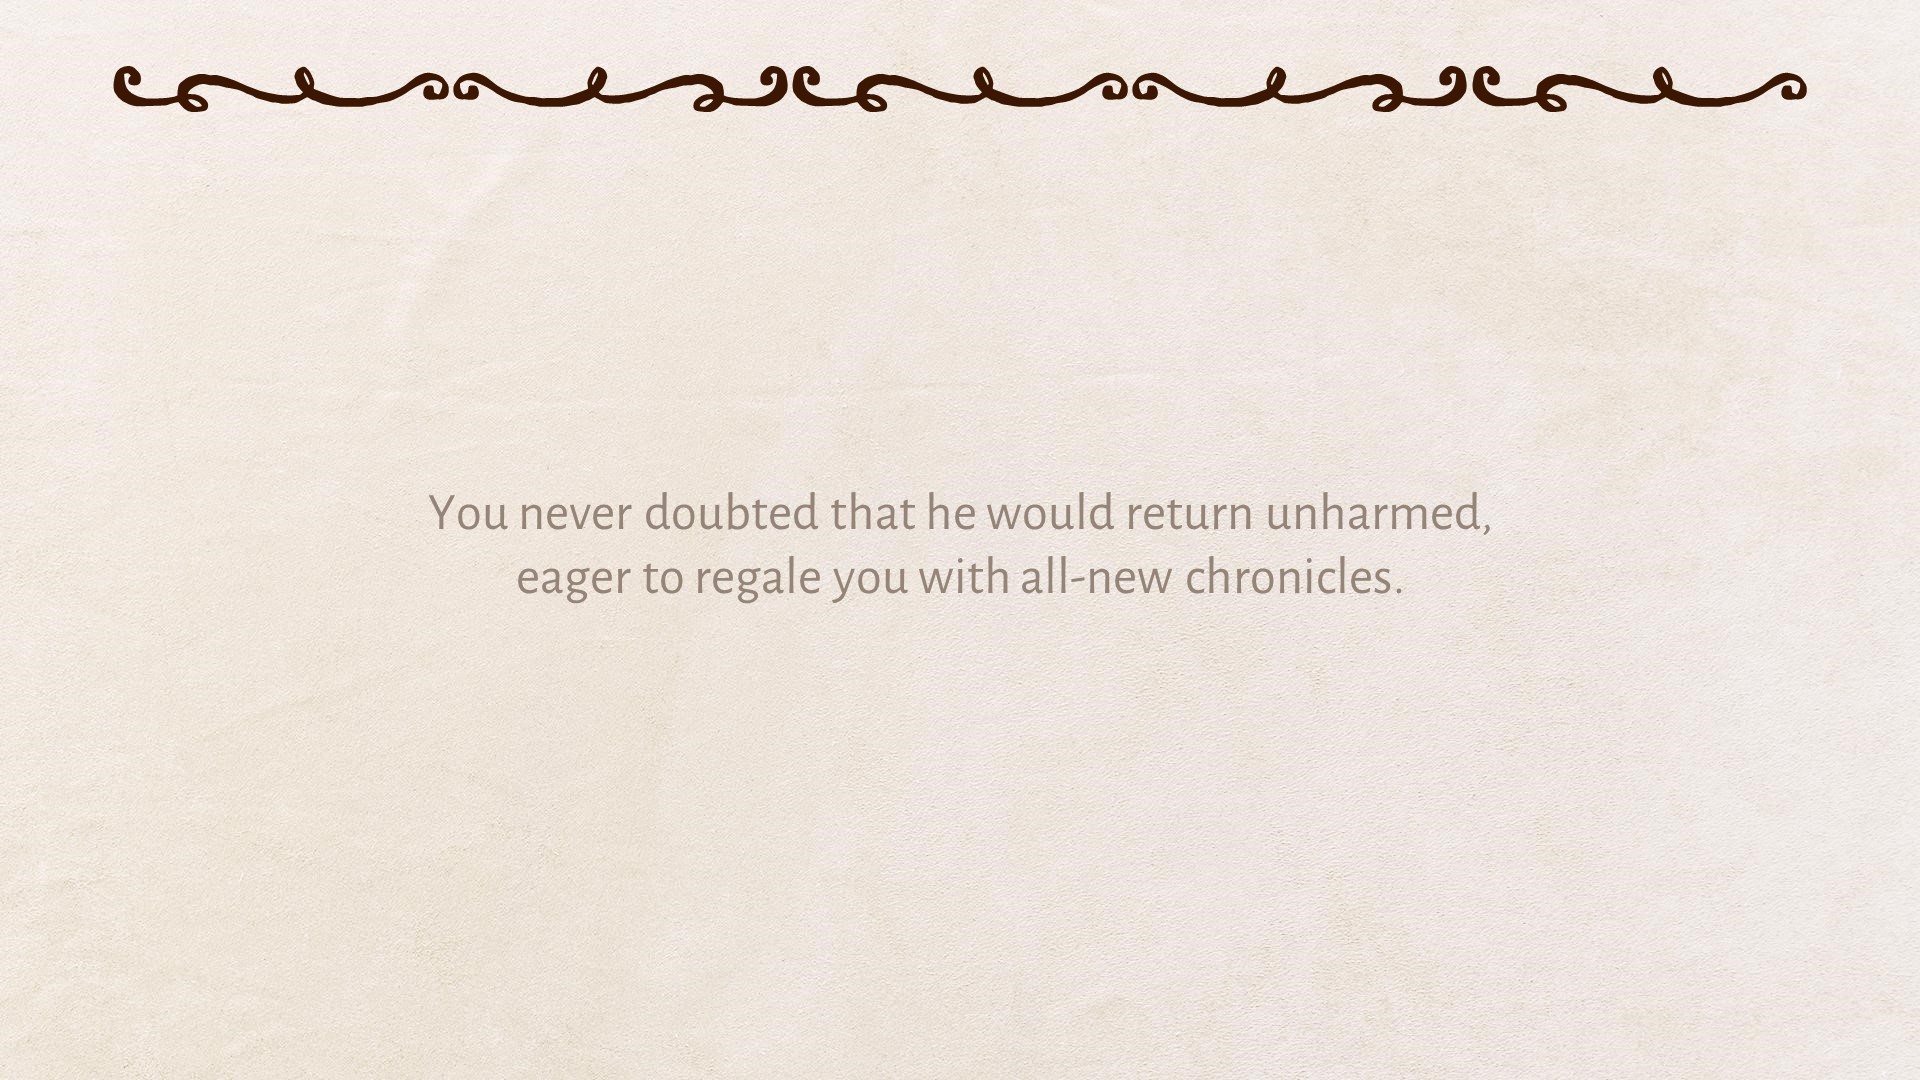 You never doubted that he would return unharmed,
eager to regale you with all-new chronicles.